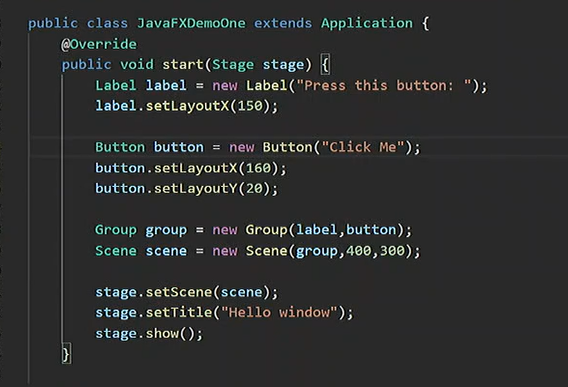 public class JavaFXDemoOne extends Application {
@Override
public void start(Stage stage) {
Label label = new Label("Press this button: ");
label.setLayoutX(150);
Button button = new Button("Click Me");
button.setLayoutX(160);
button.setLayoutY(20);
Group group = new Group(label,button);
Scene scene = new Scene(group,400,300);
stage.setScene(scene);
stage.setTitle("Hello window");
stage.show();
}